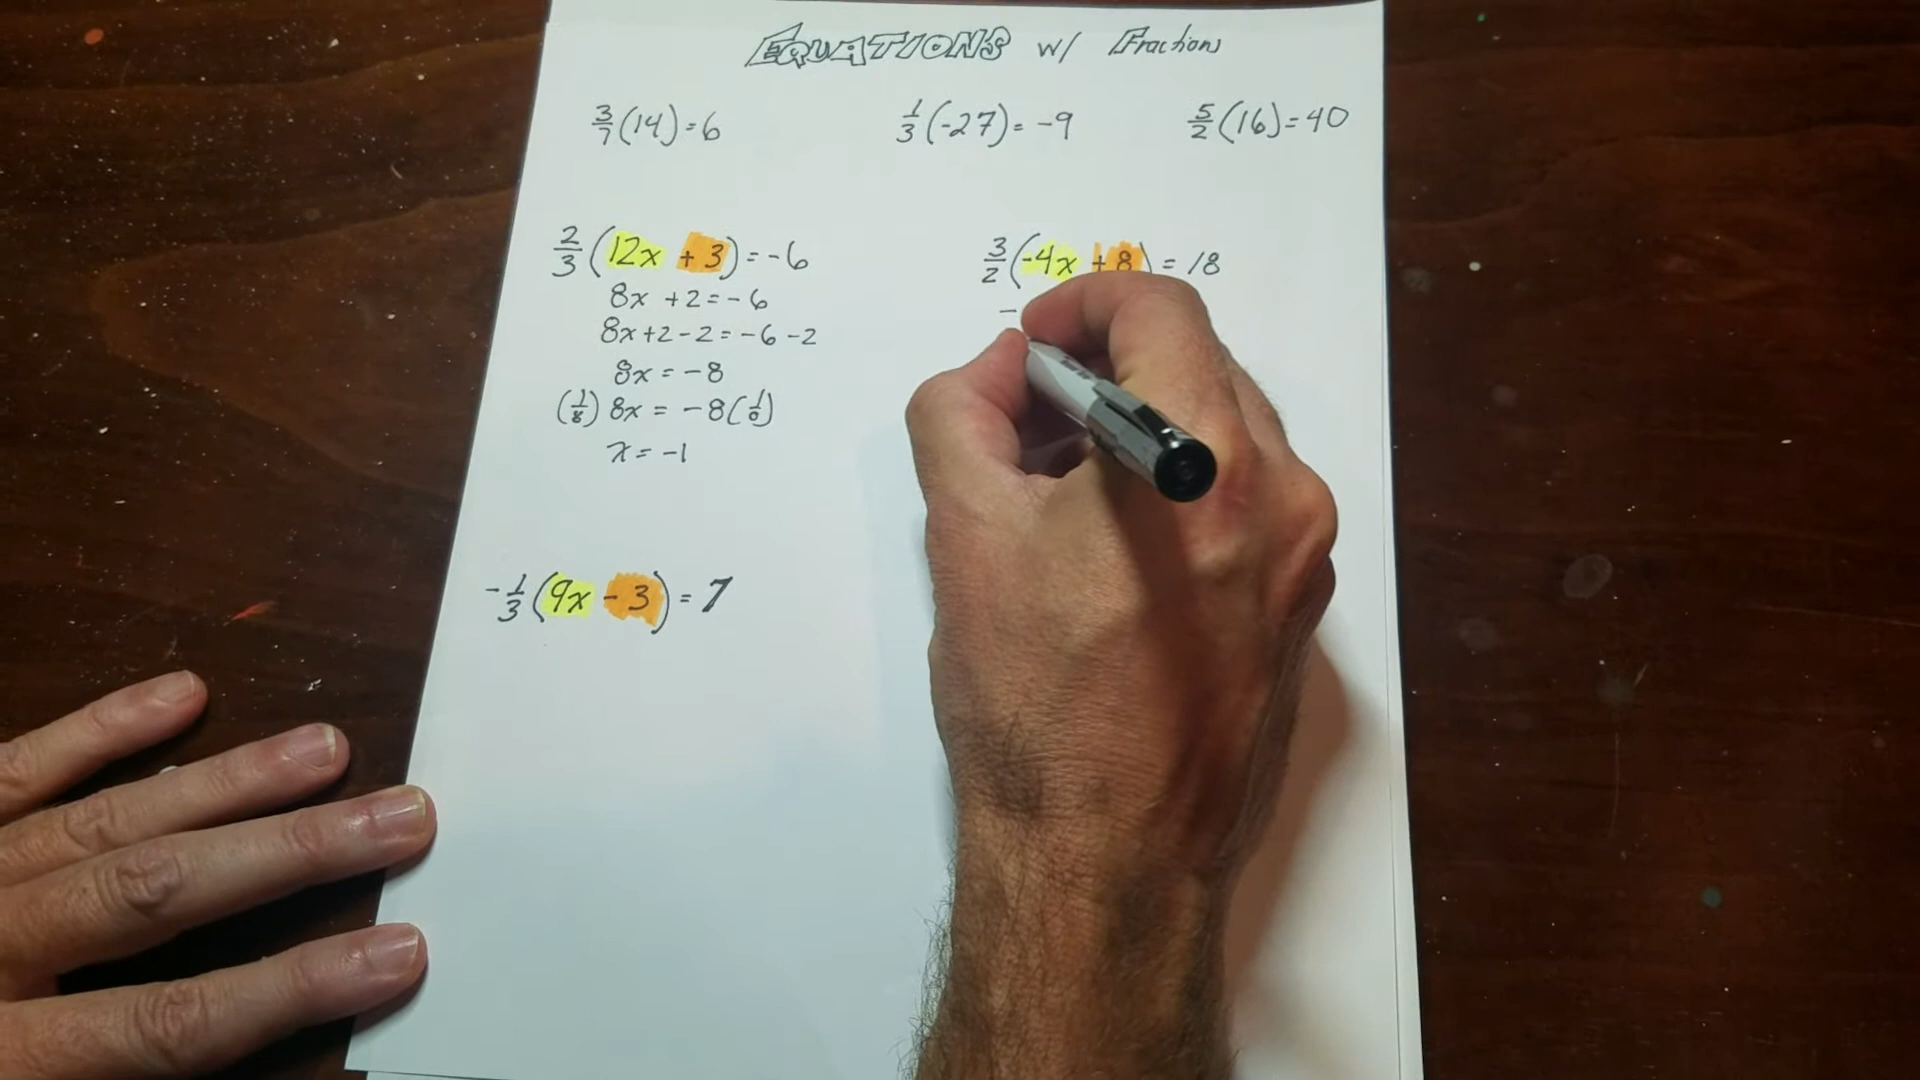 EQUATIONS w/ Fractions
3/7(14)=6
1/3(-27)=-9
5/2(16)=40
2/3(12x+3)=-6
8x+2=-6
8x+2-2=-6-2
8x=-8
(1/8)8x=-8(1/8)
x=-1
3/2(-4x+8)=18
-
-1/3(9x-3)=7